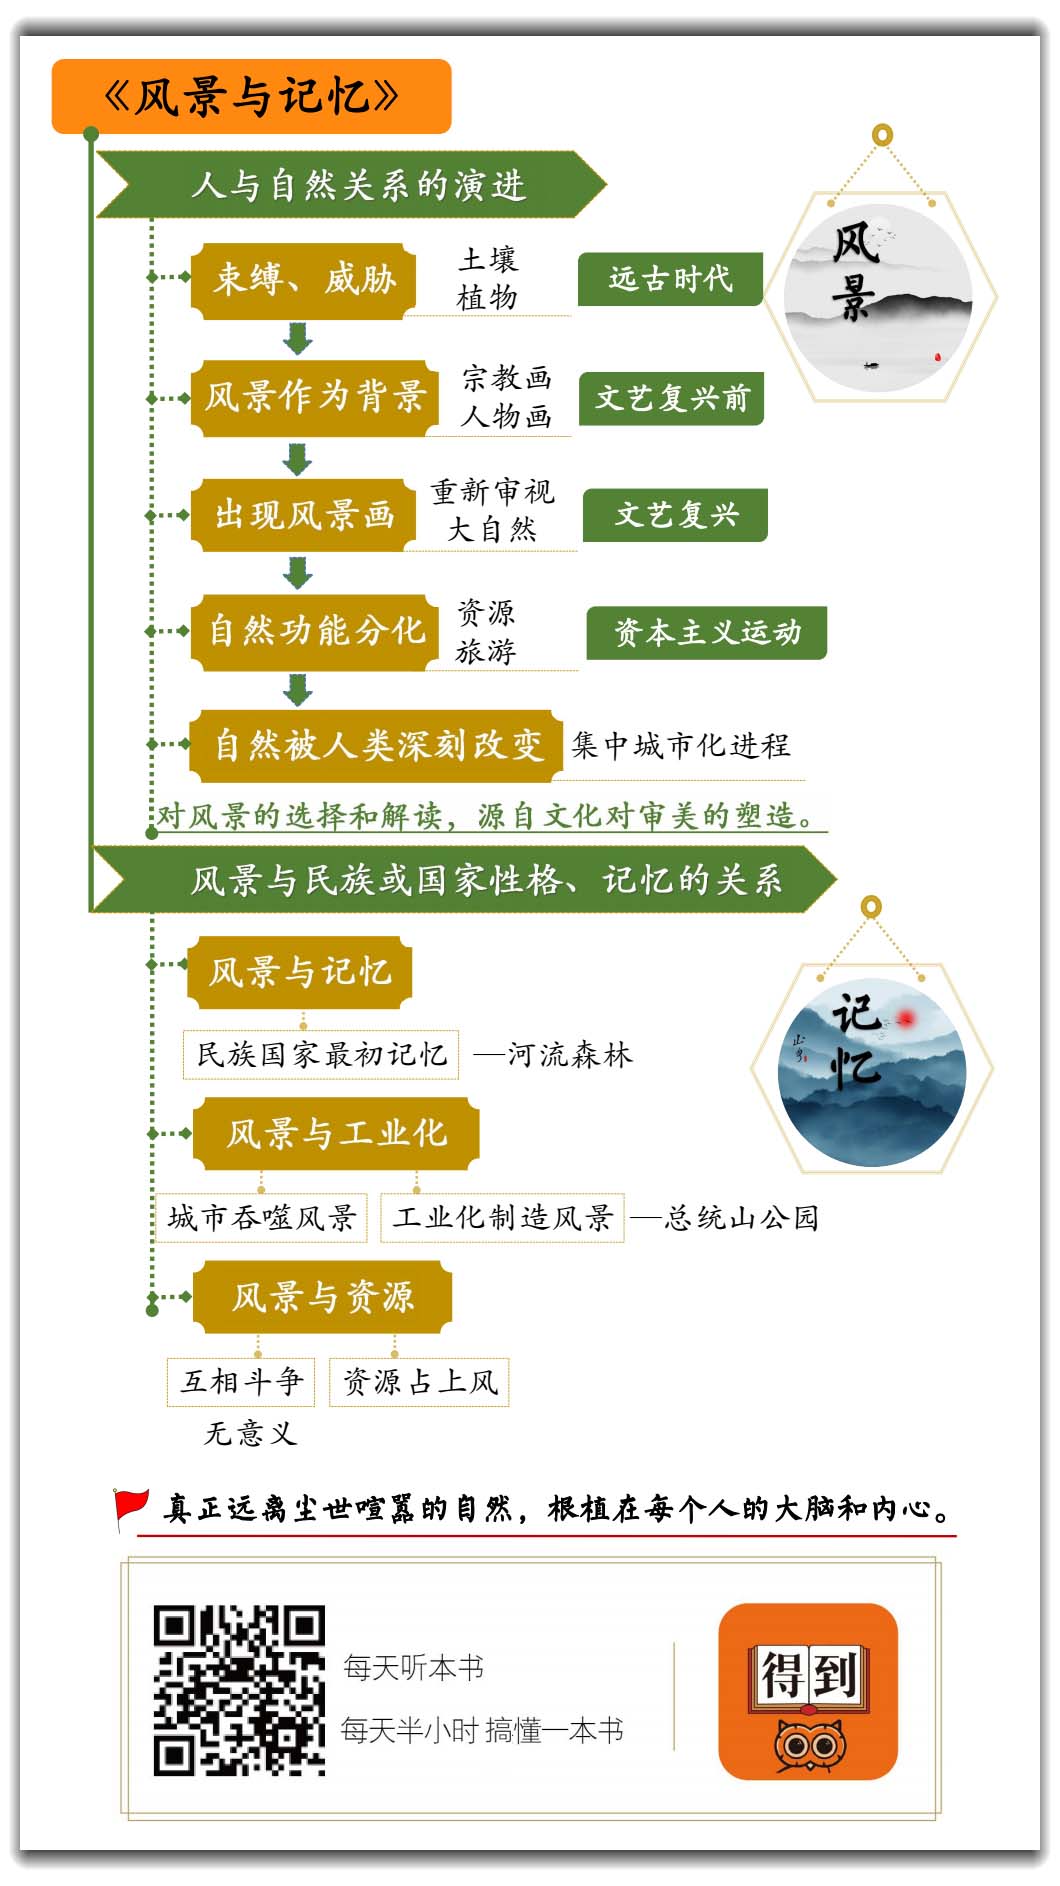 《风景与记忆》
人与自然关系的演进
束缚、威胁
土壤
植物
远古时代
风景作为背景
宗教画
人物画
文艺复兴前
出现风景画
重新审视
大自然
文艺复兴
自然功能分化
资源
旅游
资本主义运动
自然被人类深刻改变
集中城市化进程
对风景的选择和解读，源自文化对审美的塑造。
风景
风景与民族或国家性格、记忆的关系
风景与记忆
民族国家最初记忆
—河流森林
记忆
风景与工业化
城市吞噬风景
工业化制造风景
—总统山公园
风景与资源
互相斗争
资源占上风
无意义
真正远离尘世喧嚣的自然，根植在每个人的大脑和内心。
每天听本书
每天半小时 搞懂一本书
得到